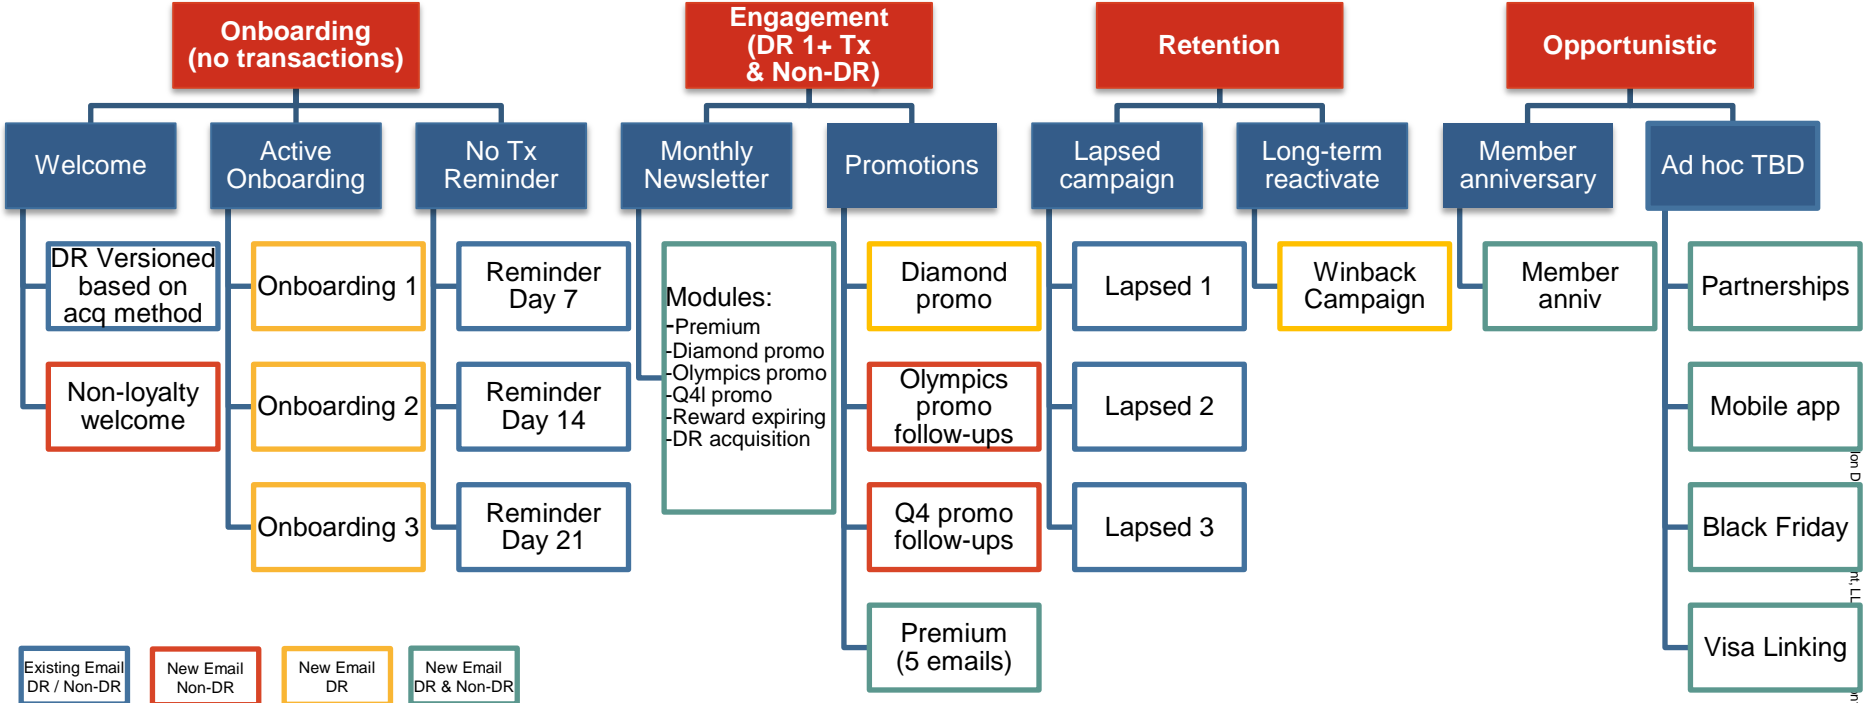 Onboarding
(no transactions)
Engagement
(DR 1+ Tx
& Non-DR)
Retention
Opportunistic
Welcome
Active
Onboarding
No Tx
Reminder
Monthly
Newsletter
Promotions
Lapsed
campaign
Long-term
reactivate
Member
anniversary
Ad hoc TBD
DR Versioned
based on
acq method
Non-loyalty
welcome
Onboarding 1
Onboarding 2
Onboarding 3
Reminder
Day 7
Reminder
Day 14
Reminder
Day 21
Modules:
-Premium
-Diamond promo
-Olympics promo
-Q4I promo
-Reward expiring
-DR acquisition
Diamond
promo
Olympics
promo
follow-ups
Q4 promo
follow-ups
Premium
(5 emails)
Lapsed 1
Lapsed 2
Lapsed 3
Winback
Campaign
Member
anniv
Partnerships
Mobile app
Black Friday
Visa Linking
Existing Email
DR / Non-DR
New Email
Non-DR
New Email
DR
New Email
DR & Non-DR